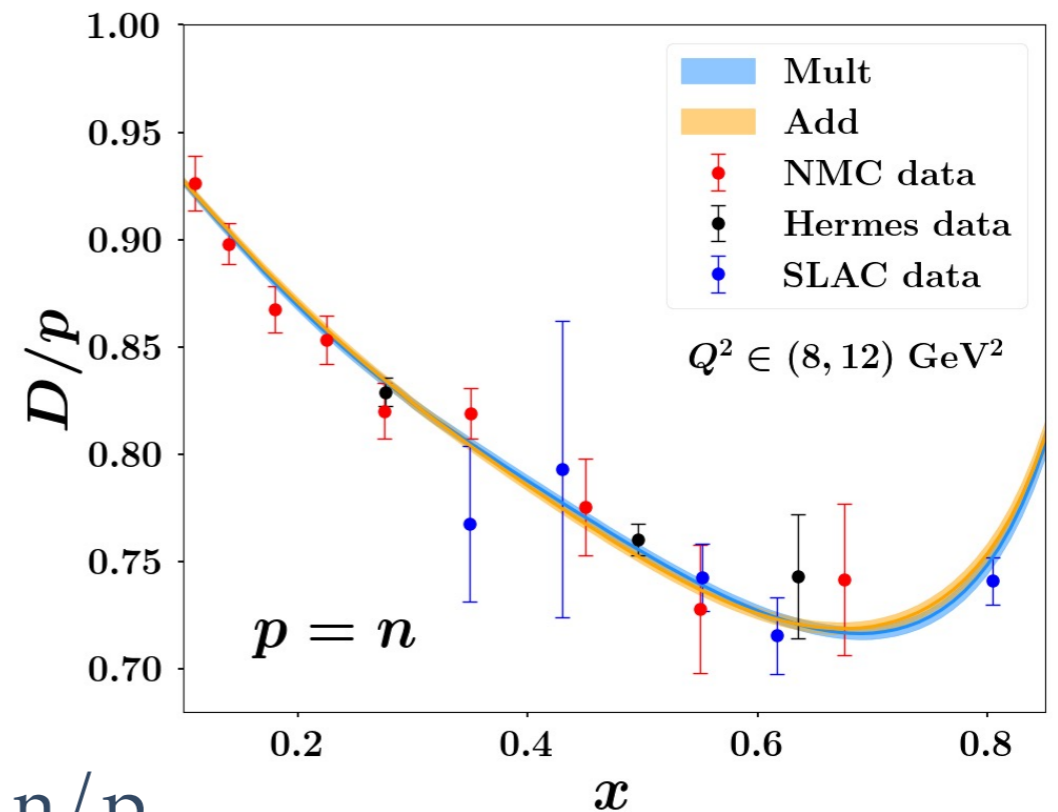 1.00
0.95
0.90
0.85
0.80
0.75
0.70
D/p
Mult
Add
NMC data
Hermes data
SLAC data
Q² ∈ (8, 12) GeV²
p = n
0.2 0.4 0.6 0.8
x
n/p